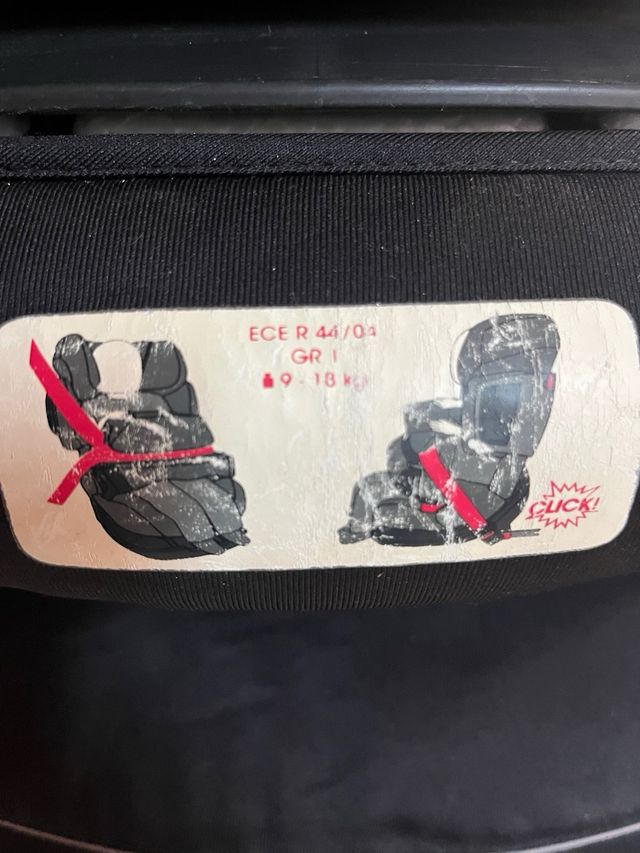 ECE R 44/04
GR I
9 - 18 kg
CLICK!